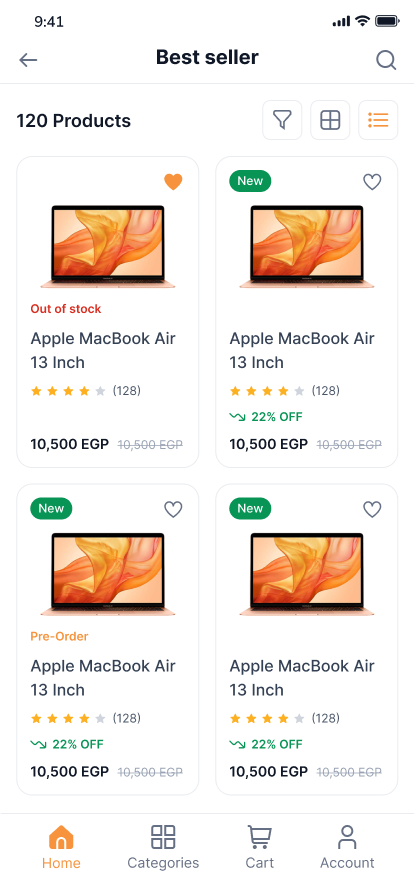 9:41
Best seller
120 Products
Out of stock
Apple MacBook Air
13 Inch
(128)
10,500 EGP 10,500 EGP
New
Apple MacBook Air
13 Inch
(128)
22% OFF
10,500 EGP 10,500 EGP
New
Pre-Order
Apple MacBook Air
13 Inch
(128)
22% OFF
10,500 EGP 10,500 EGP
New
Apple MacBook Air
13 Inch
(128)
22% OFF
10,500 EGP 10,500 EGP
Home
Categories
Cart
Account